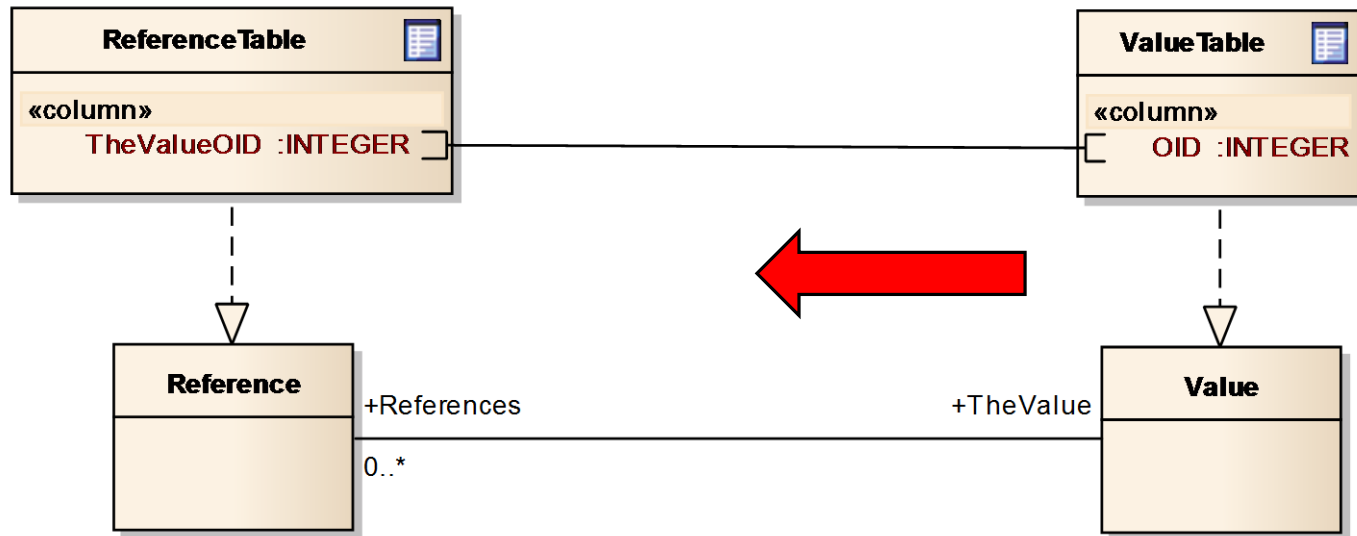 ReferenceTable
«column»
TheValueOID :INTEGER
ValueTable
«column»
OID :INTEGER
Reference
+References
0..*
+TheValue
Value